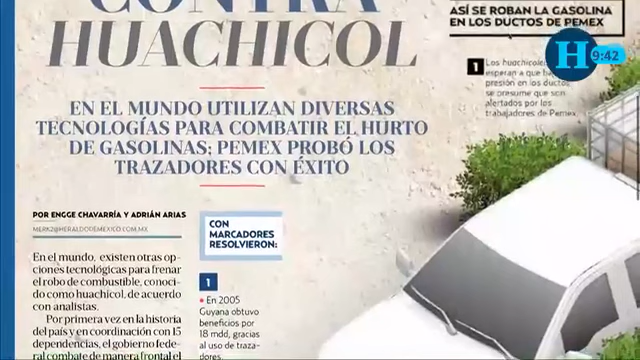 CONTRA
HUACHICOL
EN EL MUNDO UTILIZAN DIVERSAS
TECNOLOGÍAS PARA COMBATIR EL HURTO
DE GASOLINAS; PEMEX PROBÓ LOS
TRAZADORES CON ÉXITO
POR ENGGE CHAVARRÍA Y ADRIÁN ARIAS
MERK2@HERALDODEMEXICO.COM.MX
En el mundo, existen otras op-
ciones tecnológicas para frenar
el robo de combustible, conoci-
do como huachicol, de acuerdo
con analistas.
Por primera vez en la historia
del país y en coordinación con 15
dependencias, el gobierno fede-
ral combate de manera frontal el
CON
MARCADORES
RESOLVIERON:
1
En 2005
Guyana obtuvo
beneficios por
18 mdd, gracias
al uso de traza-
dores.
ASÍ SE ROBAN LA GASOLINA
EN LOS DUCTOS DE PEMEX
1
Los
esperan a que
presión en los ductos,
se presume que son
alertados por los
trabajadores de Pemex.
H 9:42